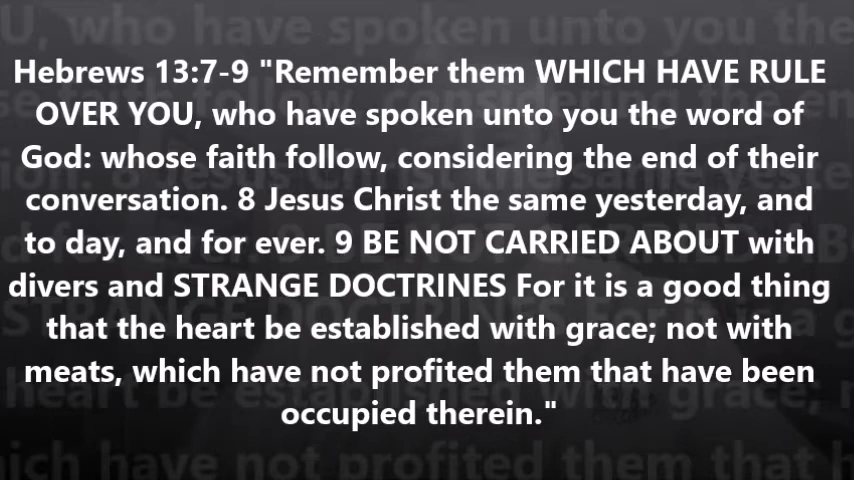 Hebrews 13:7-9 "Remember them WHICH HAVE RULE
OVER YOU, who have spoken unto you the word of
God: whose faith follow, considering the end of their
conversation. 8 Jesus Christ the same yesterday, and
to day, and for ever. 9 BE NOT CARRIED ABOUT with
divers and STRANGE DOCTRINES For it is a good thing
that the heart be established with grace; not with
meats, which have not profited them that have been
occupied therein."